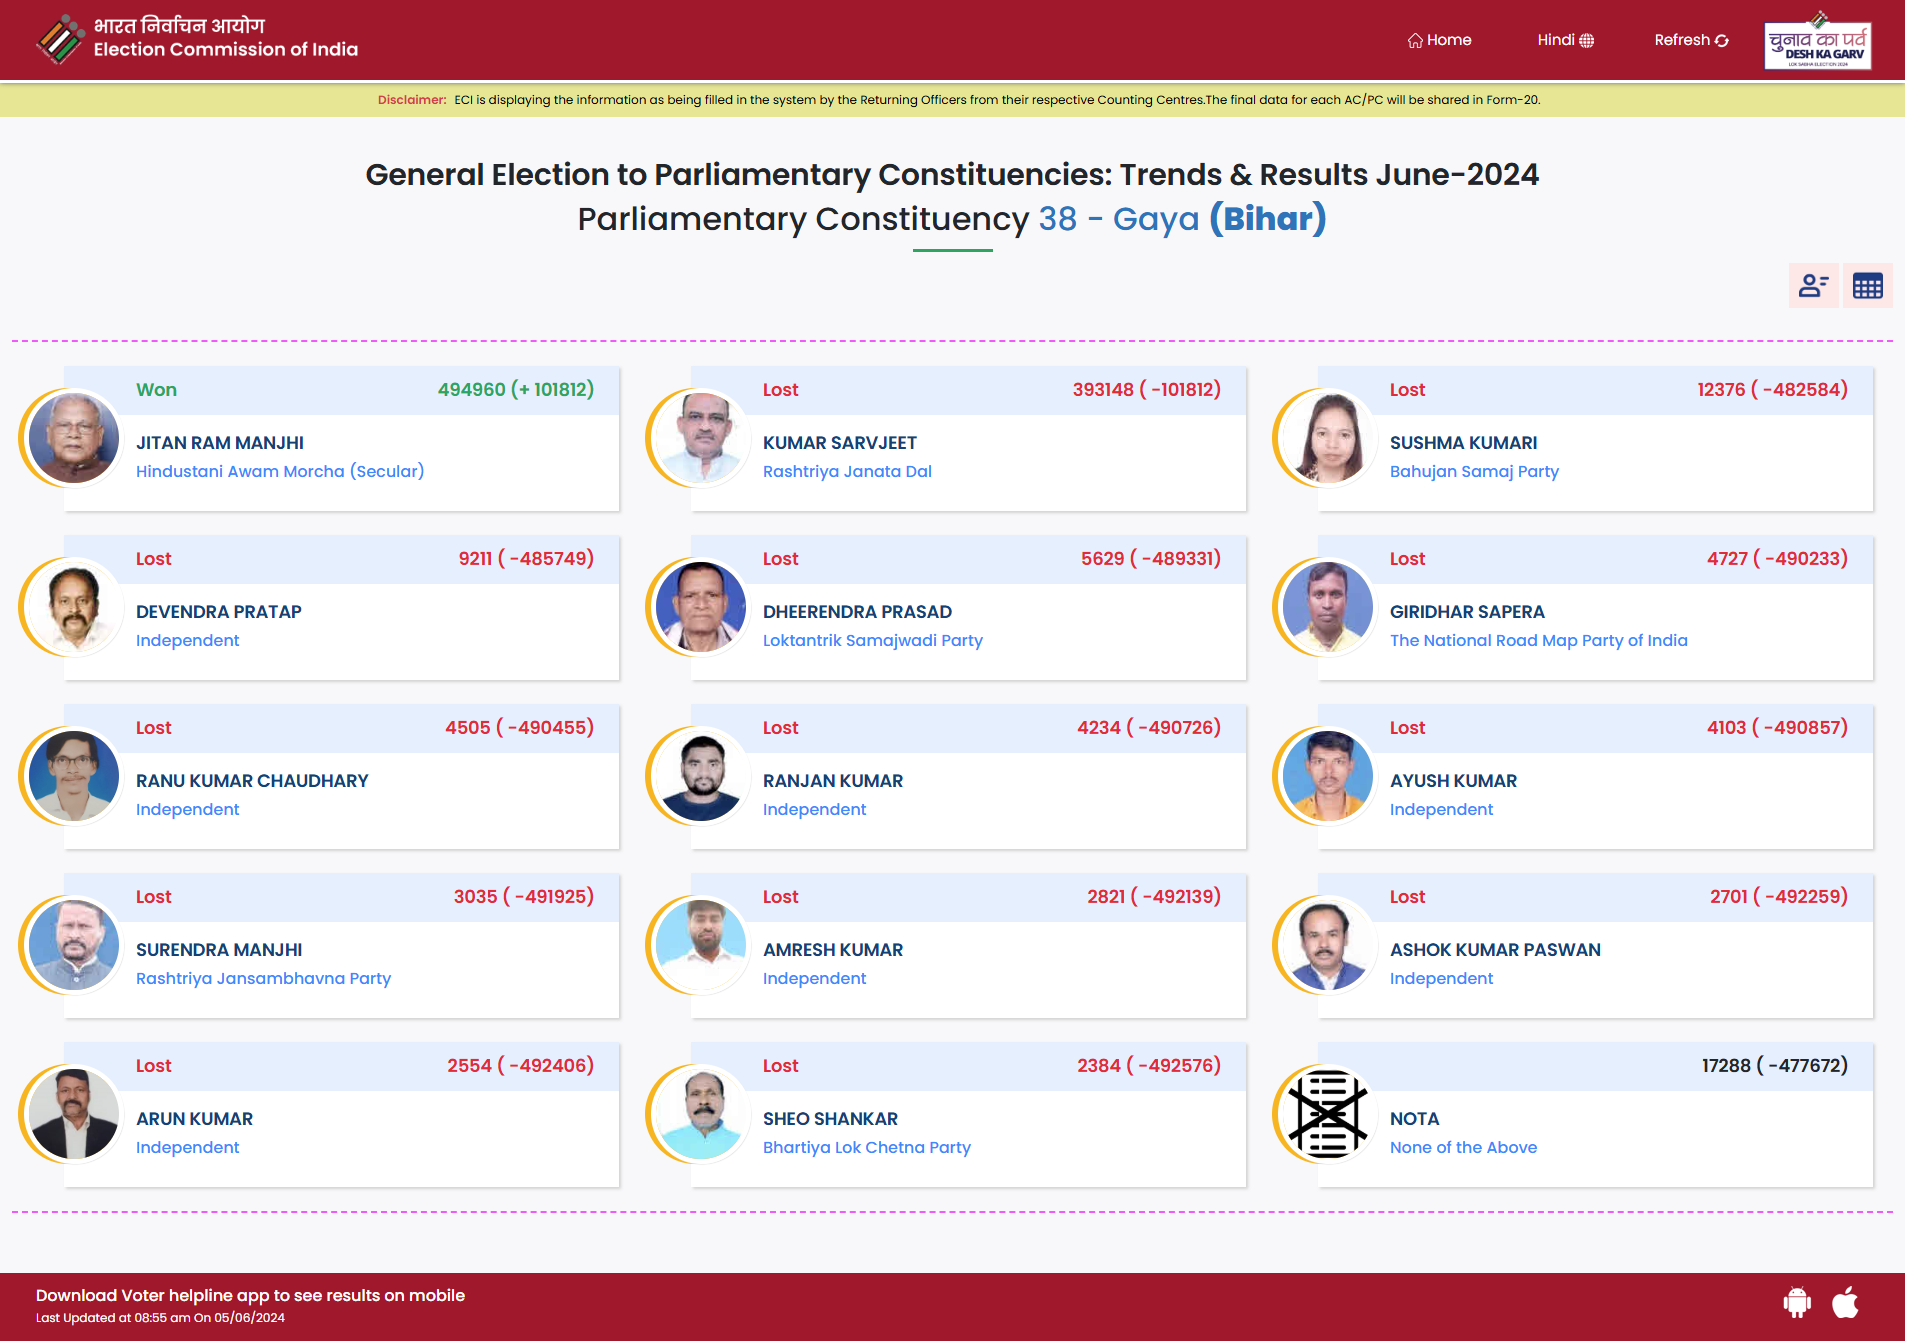 भारत निर्वाचन आयोग
Election Commission of India
Home
Hindi
Refresh
चुनाव का पर्व
DESH KA GARV
LOK SABHA ELECTION 2024
Disclaimer: ECI is displaying the information as being filled in the system by the Returning Officers from their respective Counting Centres.The final data for each AC/PC will be shared in Form-20.
General Election to Parliamentary Constituencies: Trends & Results June-2024
Parliamentary Constituency 38 - Gaya (Bihar)
Won 494960 (+ 101812)
JITAN RAM MANJHI
Hindustani Awam Morcha (Secular)
Lost 393148 ( -101812)
KUMAR SARVJEET
Rashtriya Janata Dal
Lost 12376 ( -482584)
SUSHMA KUMARI
Bahujan Samaj Party
Lost 9211 ( -485749)
DEVENDRA PRATAP
Independent
Lost 5629 ( -489331)
DHEERENDRA PRASAD
Loktantrik Samajwadi Party
Lost 4727 ( -490233)
GIRIDHAR SAPERA
The National Road Map Party of India
Lost 4505 ( -490455)
RANU KUMAR CHAUDHARY
Independent
Lost 4234 ( -490726)
RANJAN KUMAR
Independent
Lost 4103 ( -490857)
AYUSH KUMAR
Independent
Lost 3035 ( -491925)
SURENDRA MANJHI
Rashtriya Jansambhavna Party
Lost 2821 ( -492139)
AMRESH KUMAR
Independent
Lost 2701 ( -492259)
ASHOK KUMAR PASWAN
Independent
Lost 2554 ( -492406)
ARUN KUMAR
Independent
Lost 2384 ( -492576)
SHEO SHANKAR
Bhartiya Lok Chetna Party
17288 ( -477672)
NOTA
None of the Above
Download Voter helpline app to see results on mobile
Last Updated at 08:55 am On 05/06/2024